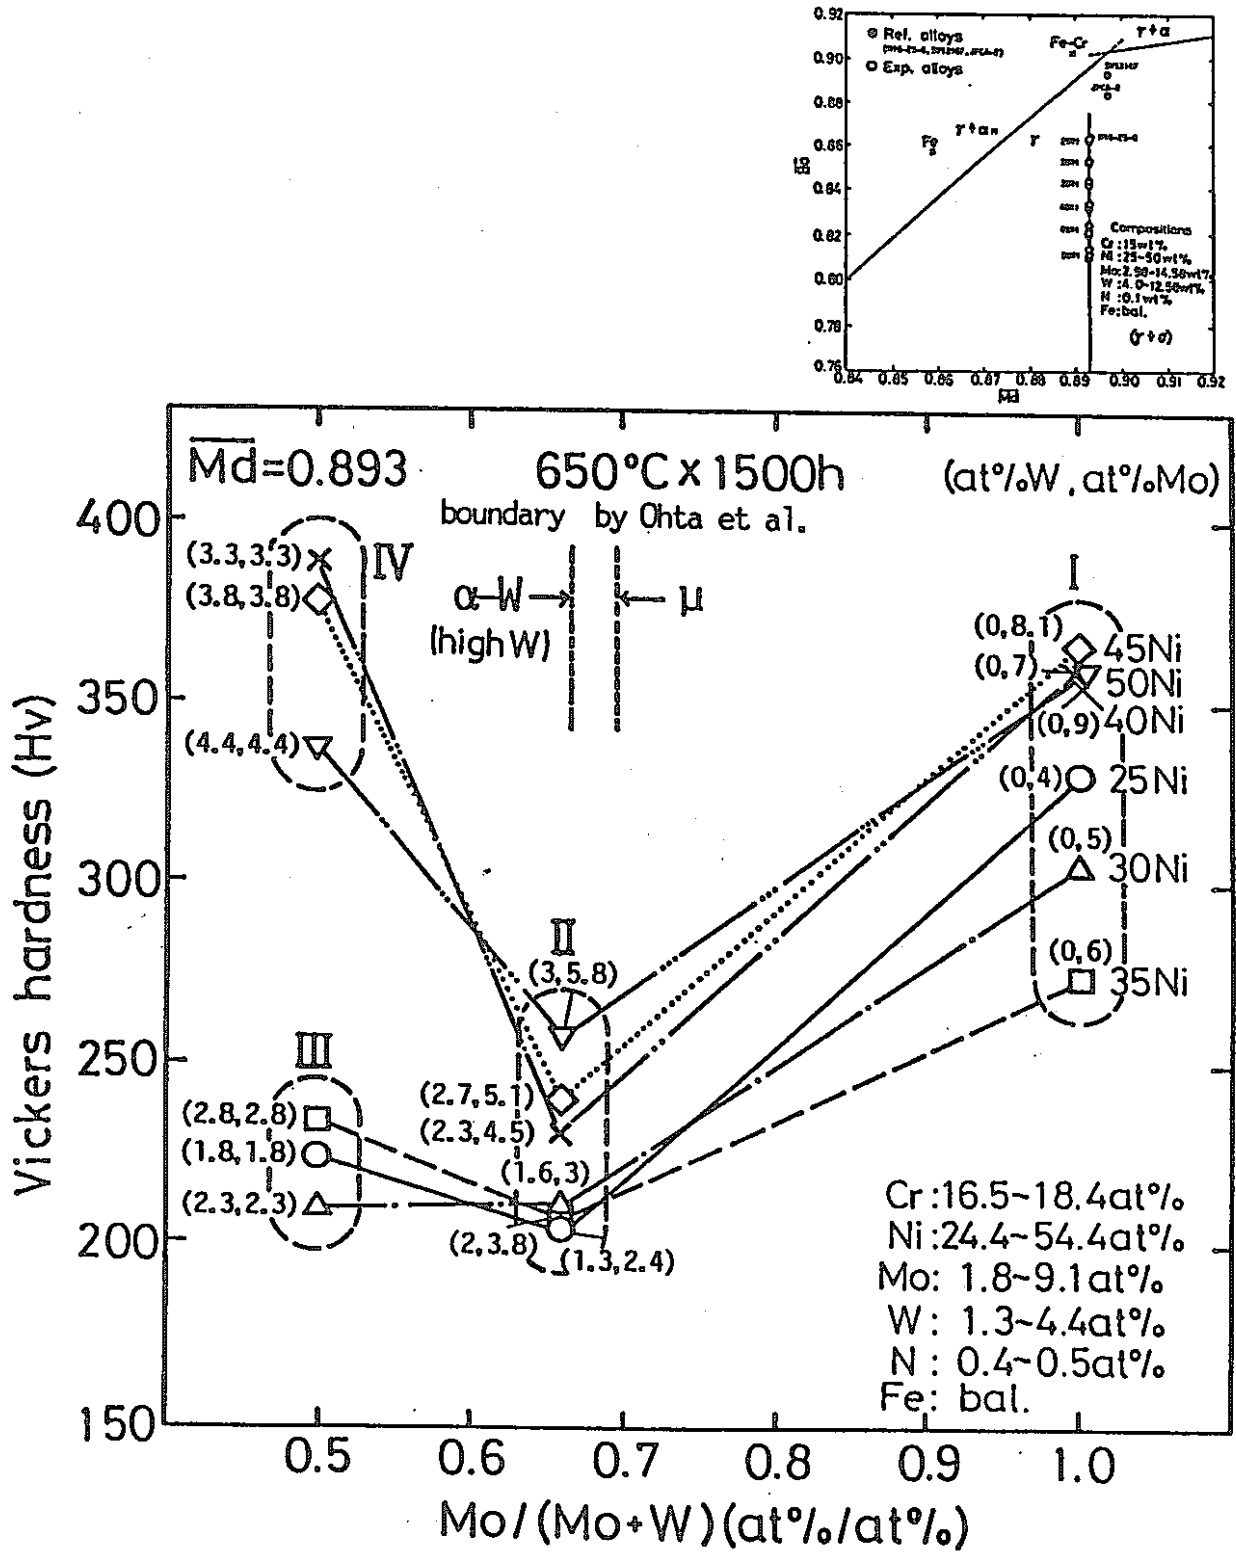 0.92
0.90
0.88
0.86
0.84
0.82
0.80
0.78
0.76
Ref. alloys
Exp. alloys
Fe-Cr
r+α
Fe
r
Compositions
Cr :15wt%
Ni :25~50wt%
Mo:2.50~14.50wt%
W :4.0~12.50wt%
N :0.1wt%
Fe:bal.
(r+σ)
0.84 0.85 0.86 0.87 0.88 0.89 0.90 0.91 0.92
Md
Md=0.893 650°C x 1500h (at%W, at%Mo)
boundary by Ohta et al.
α-W
(high W)
μ
400
350
300
250
200
150
Vickers hardness (Hv)
(3.3,3.3)
(3.8,3.8)
(4.4,4.4)
IV
I
(0,8.1)
45Ni
(0,7)
50Ni
(0,9)
40Ni
(0,4)
25Ni
(0,5)
30Ni
(0,6)
35Ni
II
(3,5.8)
(2.7,5.1)
(2.3,4.5)
(1.6,3)
(2,3.8)
(1.3,2.4)
III
(2.8,2.8)
(1.8,1.8)
(2.3,2.3)
Cr :16.5~18.4at%
Ni :24.4~54.4at%
Mo: 1.8~9.1at%
W : 1.3~4.4at%
N : 0.4~0.5at%
Fe: bal.
0.5 0.6 0.7 0.8 0.9 1.0
Mo/(Mo+W)(at%/at%)